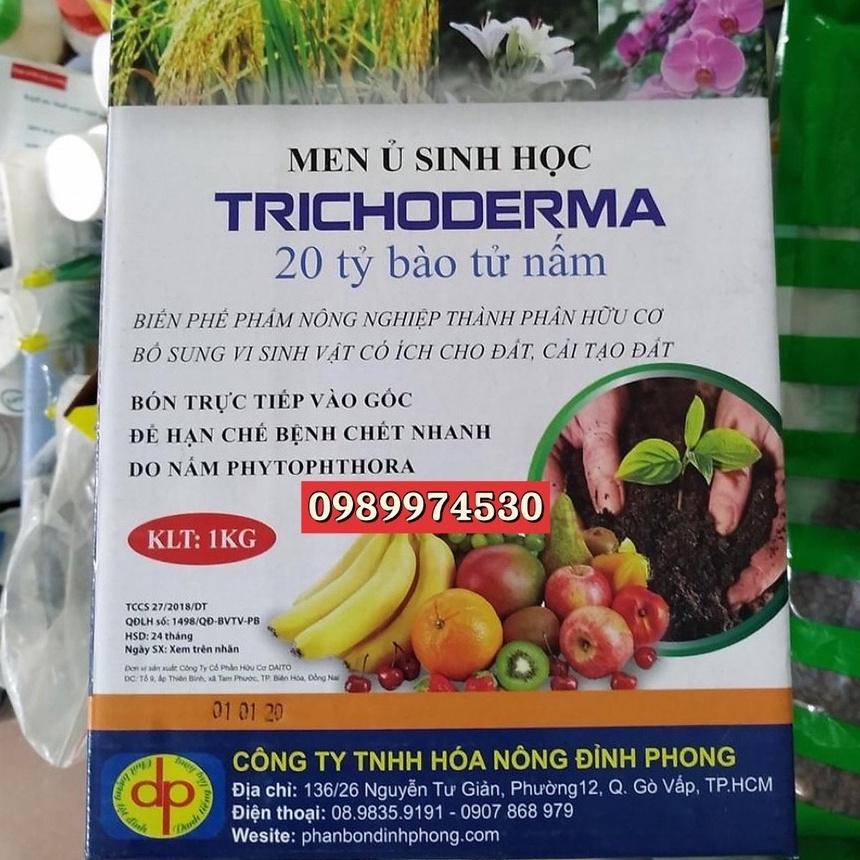 MEN Ủ SINH HỌC
TRICHODERMA
20 tỷ bào tử nấm
BIẾN PHẾ PHẨM NÔNG NGHIỆP THÀNH PHÂN HỮU CƠ
BỔ SUNG VI SINH VẬT CÓ ÍCH CHO ĐẤT, CẢI TẠO ĐẤT
BÓN TRỰC TIẾP VÀO GỐC
ĐỂ HẠN CHẾ BỆNH CHẾT NHANH
DO NẤM PHYTOPHTHORA
0989974530
KLT: 1KG
TCCS 27/2018/DT
QĐLH số: 1498/QĐ-BVTV-PB
HSD: 24 tháng
Ngày SX: Xem trên nhãn
Đơn vị sản xuất: Công Ty Cổ Phần Hữu Cơ DAITO
DC: Tổ 9, ấp Thiên Bình, xã Tam Phước, TP. Biên Hòa, Đồng Nai
01 01 20
CÔNG TY TNHH HÓA NÔNG ĐỈNH PHONG
Địa chỉ: 136/26 Nguyễn Tư Giản, Phường12, Q. Gò Vấp, TP.HCM
Điện thoại: 08.9835.9191 - 0907 868 979
Wesite: phanbondinhphong.com
dp